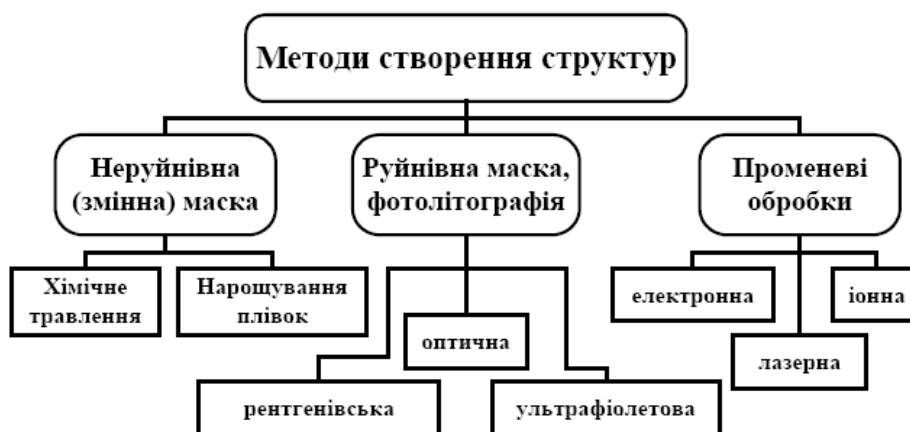 Методи створення структур
Неруйнівна
(змінна) маска
Руйнівна маска,
фотолітографія
Променеві
обробки
Хімічне
травлення
Нарощування
плівок
оптична
рентгенівська
ультрафіолетова
електронна
лазерна
іонна